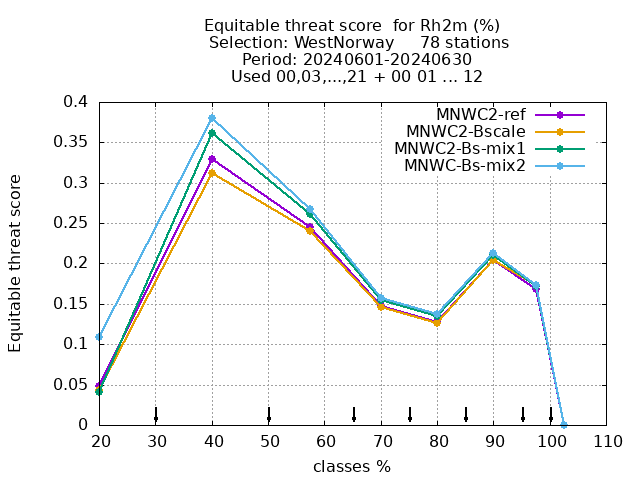 Equitable threat score  for Rh2m (%)
Selection: WestNorway     78 stations
Period: 20240601-20240630
Used 00,03,...,21 + 00 01 ... 12
MNWC2-ref
MNWC2-Bscale
MNWC2-Bs-mix1
MNWC-Bs-mix2
Equitable threat score
0.4
0.35
0.3
0.25
0.2
0.15
0.1
0.05
0
20 30 40 50 60 70 80 90 100 110
classes %